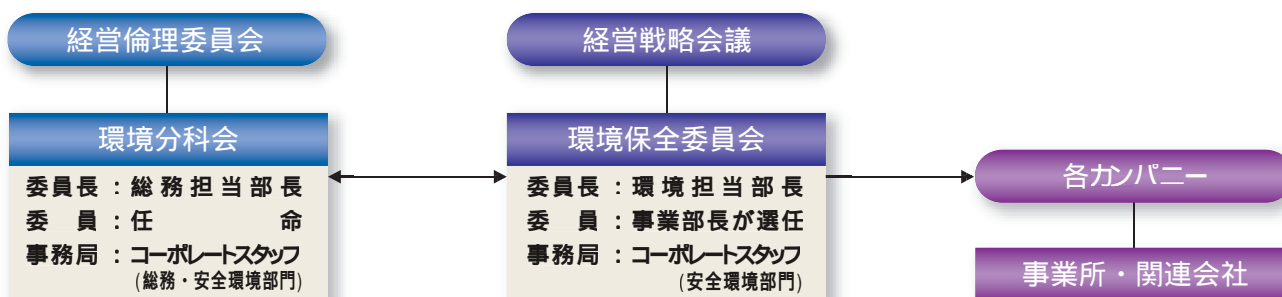 経営倫理委員会
環境分科会
委員長：総務担当部長
委　員：任　　　　命
事務局：コーポレートスタッフ
(総務・安全環境部門)
経営戦略会議
環境保全委員会
委員長：環境担当部長
委　員：事業部長が選任
事務局：コーポレートスタッフ
(安全環境部門)
各カンパニー
事業所・関連会社